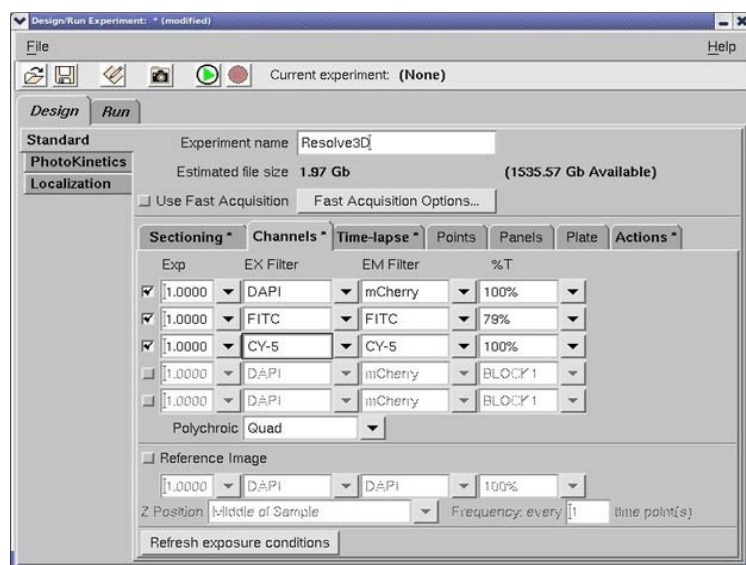 Design/Run Experiment: * (modified)
File Help
Current experiment: (None)
Design Run
Standard
PhotoKinetics
Localization
Experiment name Resolve3D
Estimated file size 1.97 Gb (1535.57 Gb Available)
Use Fast Acquisition Fast Acquisition Options...
Sectioning * Channels * Time-lapse * Points Panels Plate Actions *
Exp EX Filter EM Filter %T
1.0000 DAPI mCherry 100%
1.0000 FITC FITC 79%
1.0000 CY-5 CY-5 100%
1.0000 DAPI mCherry BLOCK1
1.0000 DAPI mCherry BLOCK1
Polychroic Quad
Reference Image
1.0000 DAPI DAPI 100%
Z Position Middle of Sample Frequency: every 1 time point(s)
Refresh exposure conditions